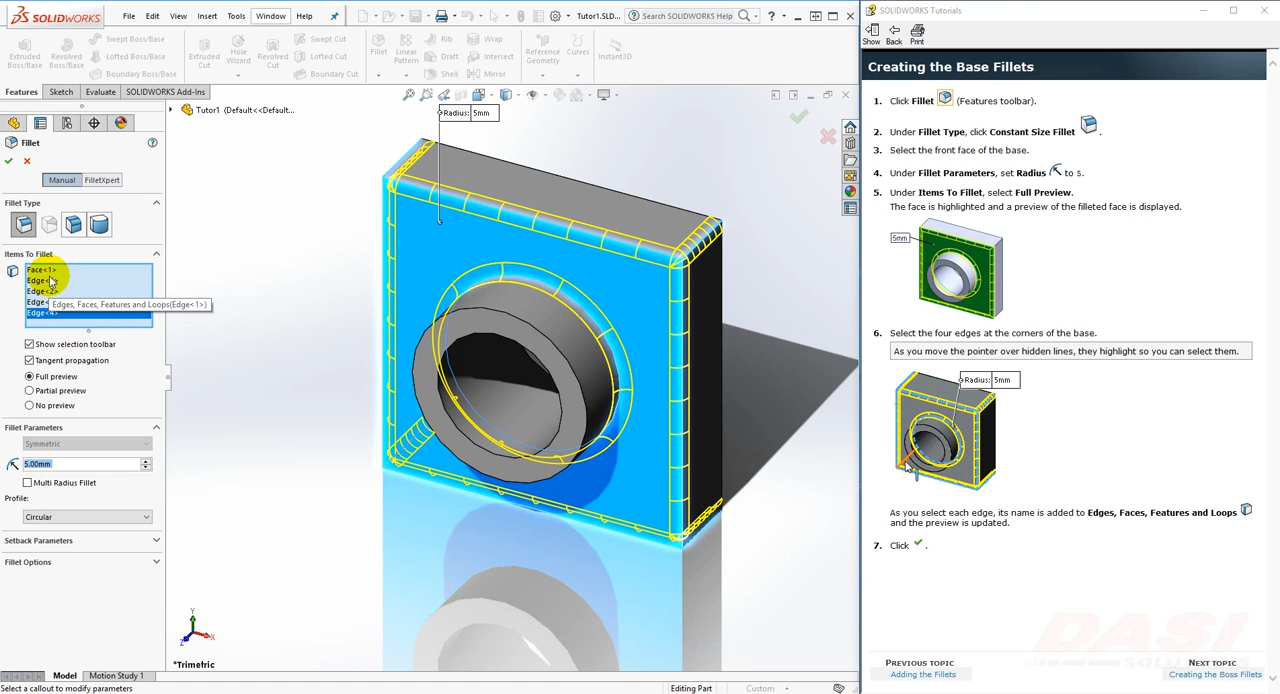 SOLIDWORKS
File
Edit
View
Insert
Tools
Window
Help
Tutor1.SLD...
Search SOLIDWORKS Help
Extruded Boss/Base
Revolved Boss/Base
Swept Boss/Base
Lofted Boss/Base
Boundary Boss/Base
Extruded Cut
Hole Wizard
Revolved Cut
Swept Cut
Lofted Cut
Boundary Cut
Fillet
Linear Pattern
Rib
Draft
Shell
Wrap
Intersect
Mirror
Reference Geometry
Curves
Instant3D
Features
Sketch
Evaluate
SOLIDWORKS Add-Ins
Tutor1 (Default<<Default...
Fillet
Manual
FilletXpert
Fillet Type
Items To Fillet
Face<1>
Edge
Edge<2>
Edge<
Edge<4>
Edges, Faces, Features and Loops(Edge<1>)
Show selection toolbar
Tangent propagation
Full preview
Partial preview
No preview
Fillet Parameters
Symmetric
5.00mm
Multi Radius Fillet
Profile:
Circular
Setback Parameters
Fillet Options
Radius: 5mm
Y
X
Z
*Trimetric
Model
Motion Study 1
Select a callout to modify parameters
Editing Part
Custom
SOLIDWORKS Tutorials
Show
Back
Print
Creating the Base Fillets
1. Click Fillet (Features toolbar).
2. Under Fillet Type, click Constant Size Fillet .
3. Select the front face of the base.
4. Under Fillet Parameters, set Radius to 5.
5. Under Items To Fillet, select Full Preview.
The face is highlighted and a preview of the filleted face is displayed.
5mm
6. Select the four edges at the corners of the base.
As you move the pointer over hidden lines, they highlight so you can select them.
Radius: 5mm
As you select each edge, its name is added to Edges, Faces, Features and Loops
and the preview is updated.
7. Click .
DASI
SOLUTIONS
PREVIOUS TOPIC
Adding the Fillets
NEXT TOPIC
Creating the Boss Fillets